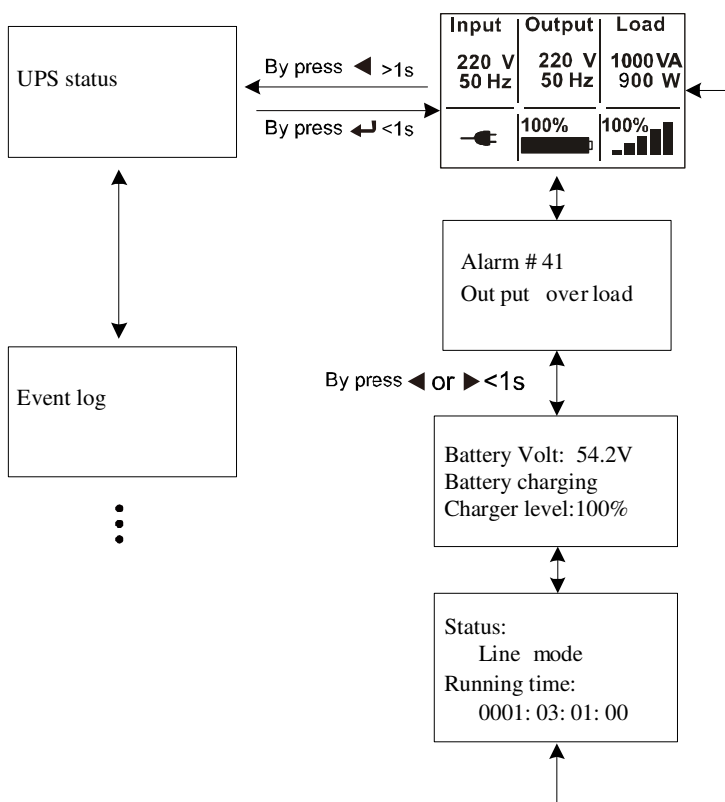 Input Output Load
220 V 220 V 1000 VA
50 Hz 50 Hz 900 W
100% 100%
UPS status
By press >1s
By press <1s
Alarm # 41
Out put over load
By press or <1s
Event log
Battery Volt: 54.2V
Battery charging
Charger level:100%
Status:
Line mode
Running time:
0001: 03: 01: 00